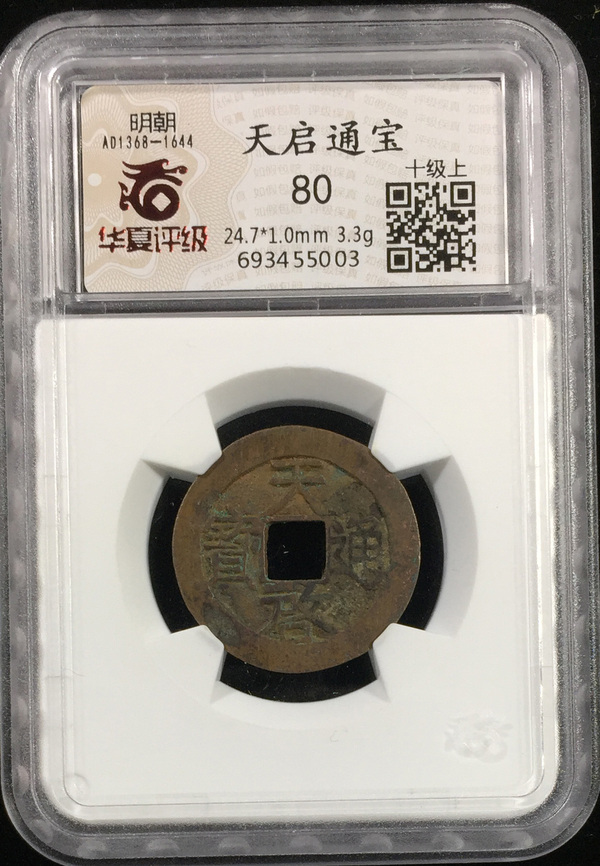 明朝
AD1368-1644
华夏评级
天启通宝
80
十级上
24.7*1.0mm 3.3g
693455003
天
寶 通
啟